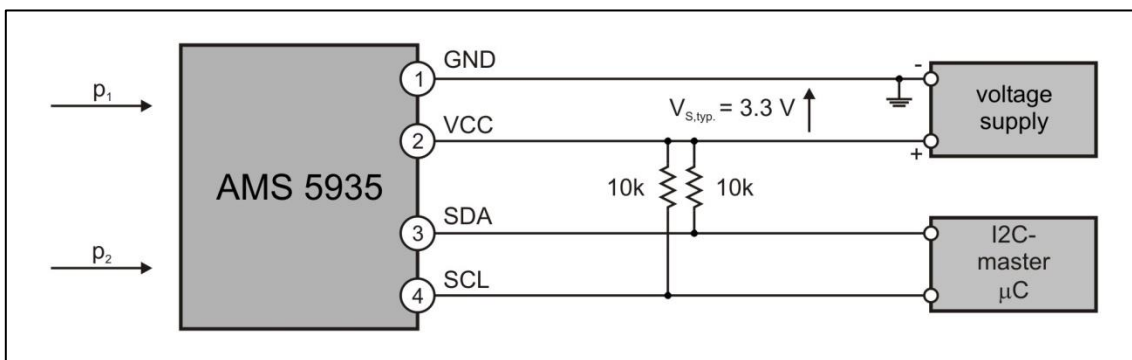 p₁
p₂
AMS 5935
1
GND
2
VCC
3
SDA
4
SCL
V_S,typ. = 3.3 V
10k
10k
-
+
voltage
supply
I2C-
master
µC